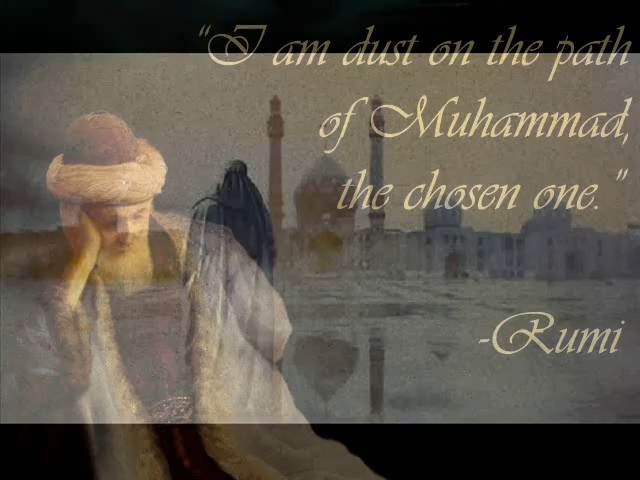 "I am dust on the path
of Muhammad,
the chosen one."
-Rumi